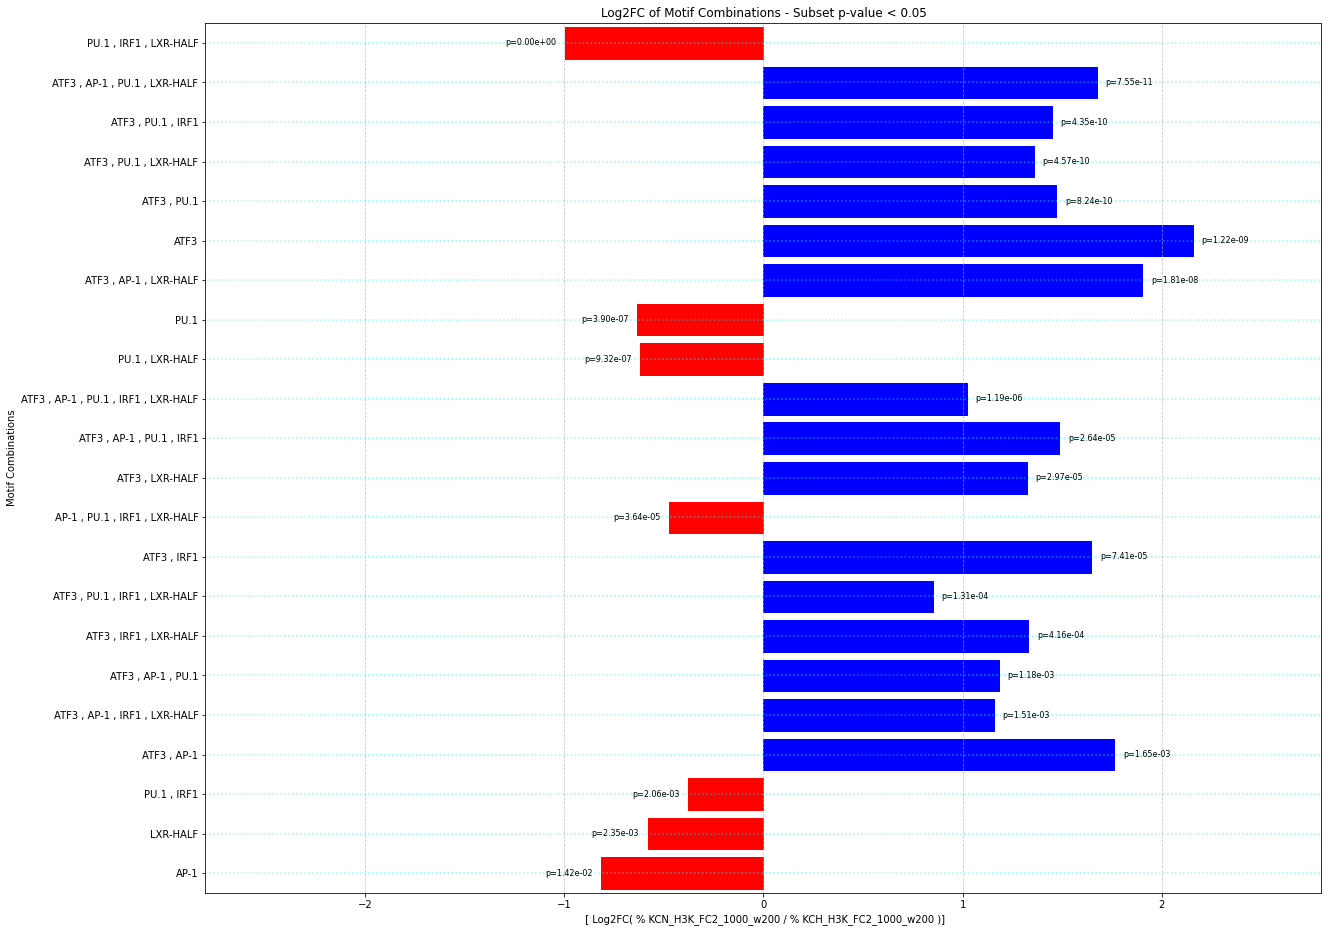 Log2FC of Motif Combinations - Subset p-value < 0.05
PU.1 , IRF1 , LXR-HALF
p=0.00e+00
ATF3 , AP-1 , PU.1 , LXR-HALF
p=7.55e-11
ATF3 , PU.1 , IRF1
p=4.35e-10
ATF3 , PU.1 , LXR-HALF
p=4.57e-10
ATF3 , PU.1
p=8.24e-10
ATF3
p=1.22e-09
ATF3 , AP-1 , LXR-HALF
p=1.81e-08
PU.1
p=3.90e-07
PU.1 , LXR-HALF
p=9.32e-07
ATF3 , AP-1 , PU.1 , IRF1 , LXR-HALF
p=1.19e-06
ATF3 , AP-1 , PU.1 , IRF1
p=2.64e-05
ATF3 , LXR-HALF
p=2.97e-05
AP-1 , PU.1 , IRF1 , LXR-HALF
p=3.64e-05
ATF3 , IRF1
p=7.41e-05
ATF3 , PU.1 , IRF1 , LXR-HALF
p=1.31e-04
ATF3 , IRF1 , LXR-HALF
p=4.16e-04
ATF3 , AP-1 , PU.1
p=1.18e-03
ATF3 , AP-1 , IRF1 , LXR-HALF
p=1.51e-03
ATF3 , AP-1
p=1.65e-03
PU.1 , IRF1
p=2.06e-03
LXR-HALF
p=2.35e-03
AP-1
p=1.42e-02
Motif Combinations
−2 −1 0 1 2
[ Log2FC( % KCN_H3K_FC2_1000_w200 / % KCH_H3K_FC2_1000_w200 )]